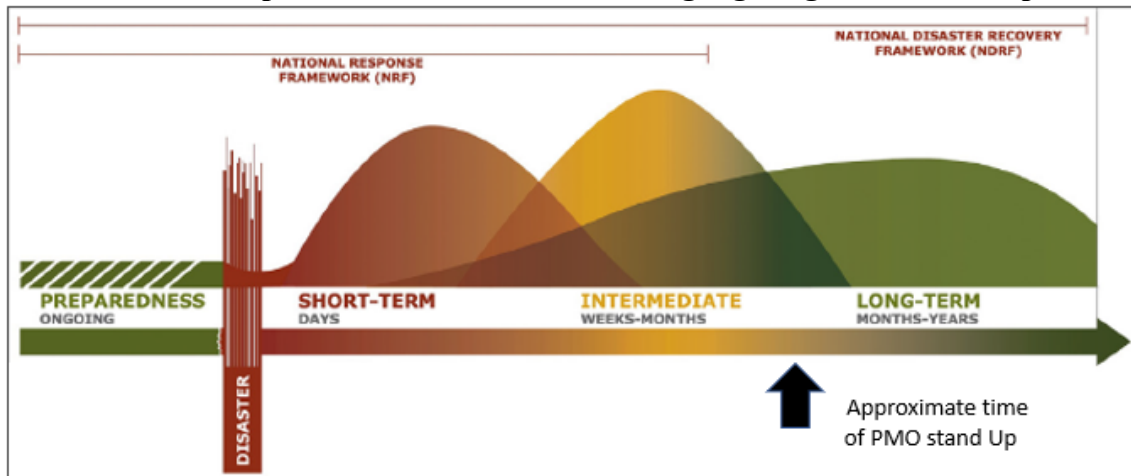 NATIONAL DISASTER RECOVERY
FRAMEWORK (NDRF)
NATIONAL RESPONSE
FRAMEWORK (NRF)
PREPAREDNESS
ONGOING
SHORT-TERM
DAYS
INTERMEDIATE
WEEKS-MONTHS
LONG-TERM
MONTHS-YEARS
DISASTER
Approximate time
of PMO stand Up